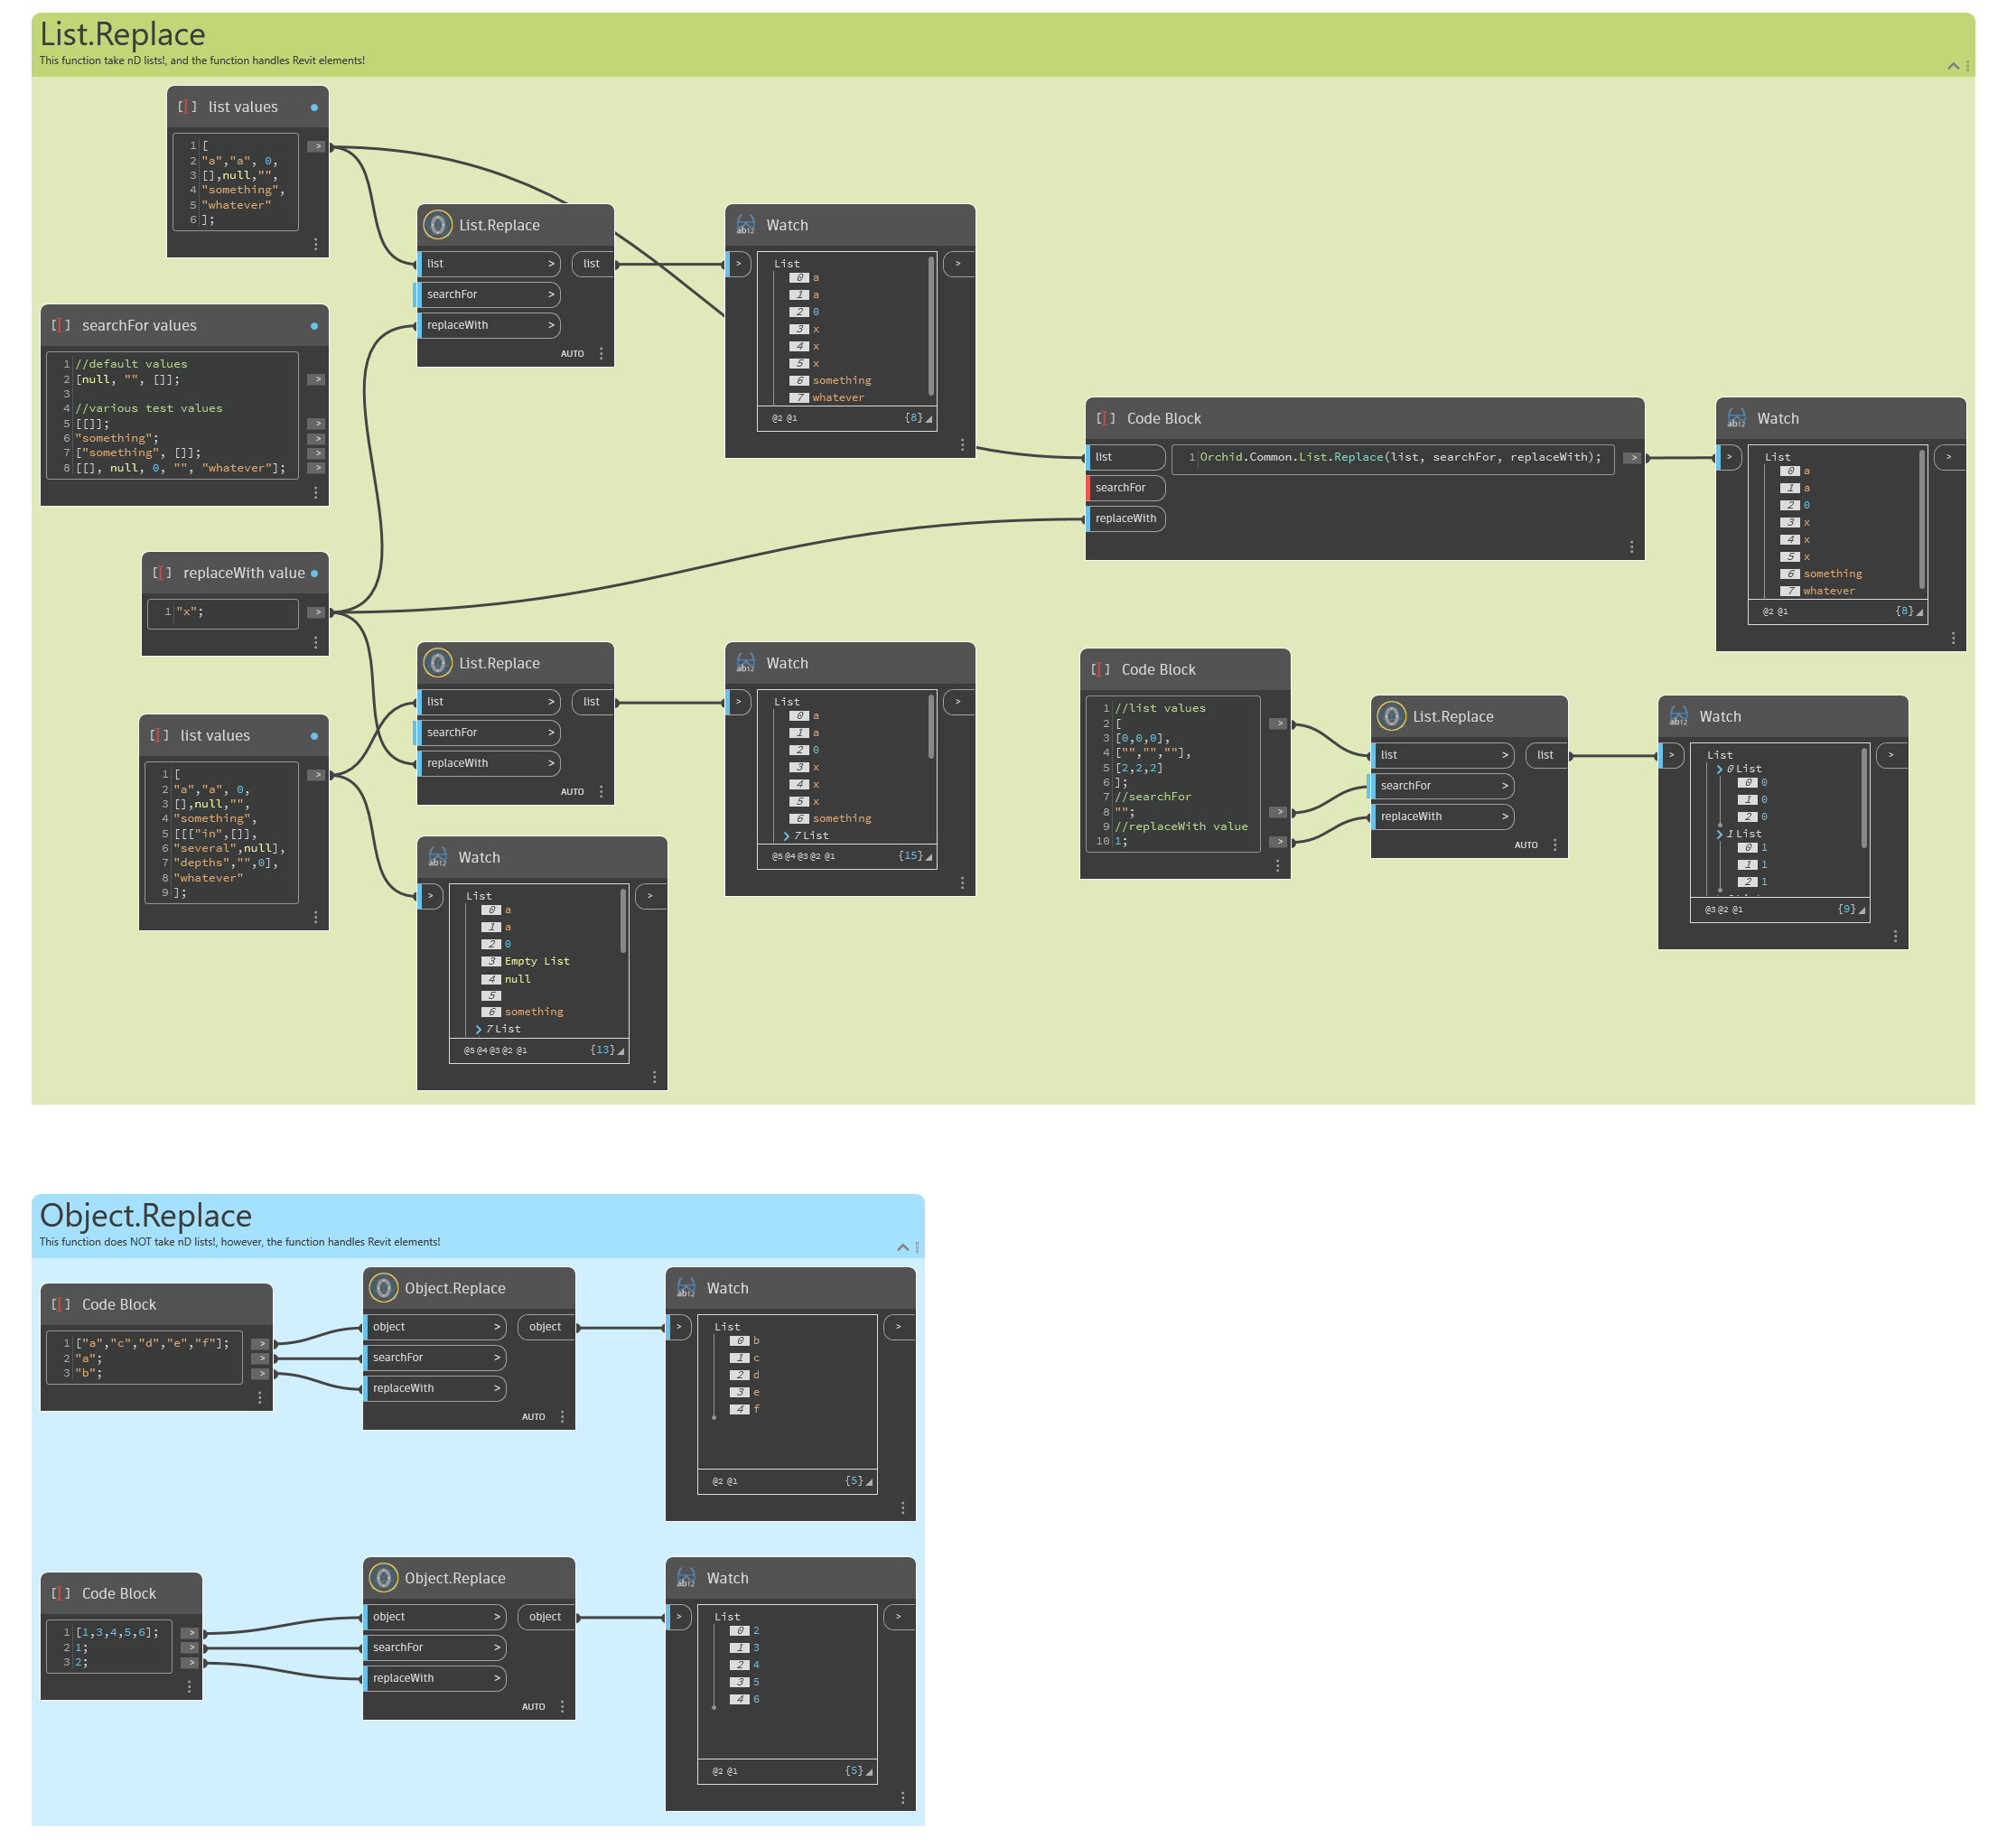 List.Replace
This function take nD lists!, and the function handles Revit elements!
list values
1 [
2 "a","a", 0,
3 [],null,"",
4 "something",
5 "whatever"
6 ];
>
List.Replace
list >
list
searchFor >
replaceWith >
AUTO
Watch
>
List
0 a
1 a
2 0
3 x
4 x
5 x
6 something
7 whatever
@2 @1 {8}
>
searchFor values
1 //default values
2 [null, "", []];
3
4 //various test values
5 [[]];
6 "something";
7 ["something", []];
8 [[], null, 0, "", "whatever"];
>
>
>
>
>
Code Block
list
searchFor
replaceWith
1 Orchid.Common.List.Replace(list, searchFor, replaceWith);
>
Watch
>
List
0 a
1 a
2 0
3 x
4 x
5 x
6 something
7 whatever
@2 @1 {8}
>
replaceWith value
1 "x";
>
List.Replace
list >
list
searchFor >
replaceWith >
AUTO
Watch
>
List
0 a
1 a
2 0
3 x
4 x
5 x
6 something
7 List
@5 @4 @3 @2 @1 {15}
>
list values
1 [
2 "a","a", 0,
3 [],null,"",
4 "something",
5 [[["in",[]],
6 "several",null],
7 "depths","",0],
8 "whatever"
9 ];
>
Watch
>
List
0 a
1 a
2 0
3 Empty List
4 null
5
6 something
7 List
@5 @4 @3 @2 @1 {13}
>
Code Block
1 //list values
2 [
3 [0,0,0],
4 ["","",""],
5 [2,2,2]
6 ];
7 //searchFor
8 "";
9 //replaceWith value
10 1;
>
>
>
List.Replace
list >
list
searchFor >
replaceWith >
AUTO
Watch
>
List
0 List
0 0
1 0
2 0
1 List
0 1
1 1
2 1
@3 @2 @1 {9}
>
Object.Replace
This function does NOT take nD lists!, however, the function handles Revit elements!
Code Block
1 ["a","c","d","e","f"];
2 "a";
3 "b";
>
>
>
Object.Replace
object >
object
searchFor >
replaceWith >
AUTO
Watch
>
List
0 b
1 c
2 d
3 e
4 f
@2 @1 {5}
>
Code Block
1 [1,3,4,5,6];
2 1;
3 2;
>
>
>
Object.Replace
object >
object
searchFor >
replaceWith >
AUTO
Watch
>
List
0 2
1 3
2 4
3 5
4 6
@2 @1 {5}
>